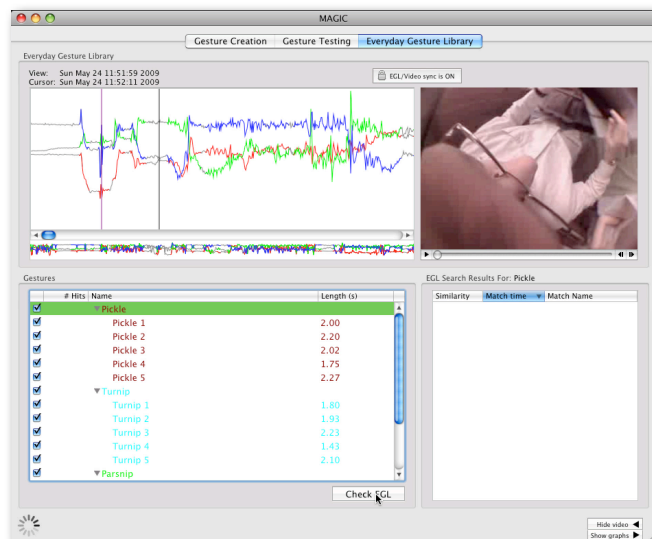 MAGIC
Gesture Creation Gesture Testing Everyday Gesture Library
Everyday Gesture Library
View: Sun May 24 11:51:59 2009
Cursor: Sun May 24 11:52:11 2009
EGL/Video sync is ON
Gestures
# Hits Name Length (s)
Pickle
Pickle 1 2.00
Pickle 2 2.20
Pickle 3 2.02
Pickle 4 1.75
Pickle 5 2.27
Turnip
Turnip 1 1.80
Turnip 2 1.93
Turnip 3 2.23
Turnip 4 1.43
Turnip 5 2.10
Parsnip
Check EGL
EGL Search Results For: Pickle
Similarity Match time Match Name
Hide video
Show graphs